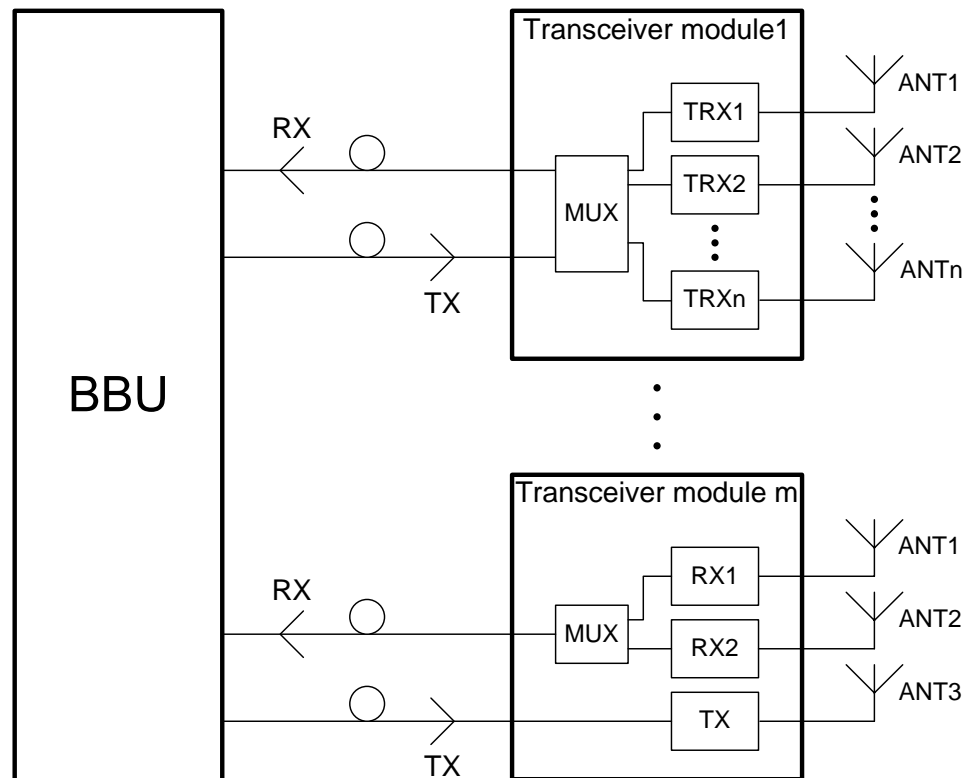 Transceiver module1
ANT1
TRX1
RX
ANT2
TRX2
MUX
ANTn
TRXn
TX
BBU
Transceiver module m
ANT1
RX1
RX
ANT2
MUX
RX2
ANT3
TX
TX